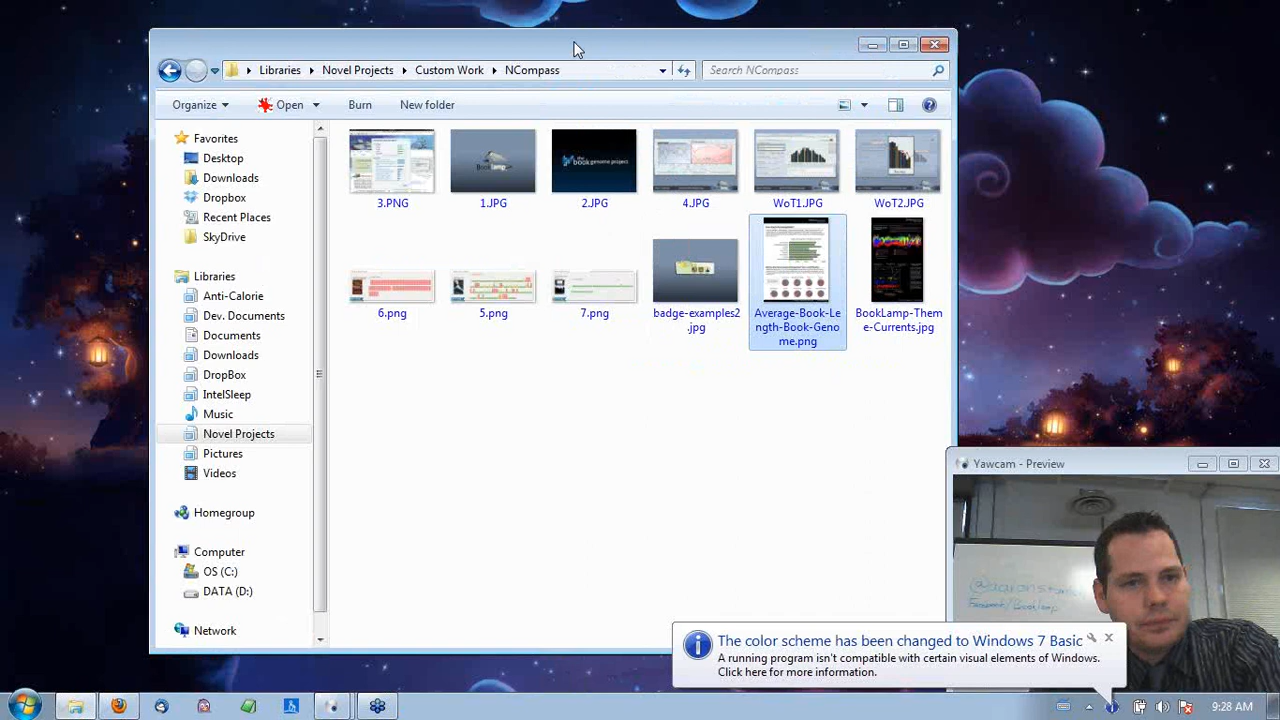 Libraries
Novel Projects
Custom Work
NCompass
Search NCompass
Organize
Open
Burn
New folder
Favorites
Desktop
Downloads
Dropbox
Recent Places
SkyDrive
Libraries
Anti-Calorie
Dev. Documents
Documents
Downloads
DropBox
IntelSleep
Music
Novel Projects
Pictures
Videos
Homegroup
Computer
OS (C:)
DATA (D:)
Network
book genome project
3.PNG
1.JPG
2.JPG
4.JPG
WoT1.JPG
WoT2.JPG
6.png
5.png
7.png
badge-examples2
.jpg
Average-Book-Le
ngth-Book-Geno
me.png
BookLamp-Them
e-Currents.jpg
Yawcam - Preview
The color scheme has been changed to Windows 7 Basic
A running program isn't compatible with certain visual elements of Windows.
Click here for more information.
9:28 AM